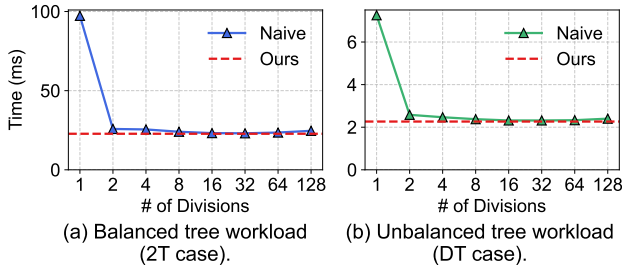 100
50
0
Time (ms)
Naive
Ours
1 2 4 8 16 32 64 128
# of Divisions
(a) Balanced tree workload
(2T case).
6
4
2
0
Naive
Ours
1 2 4 8 16 32 64 128
# of Divisions
(b) Unbalanced tree workload
(DT case).